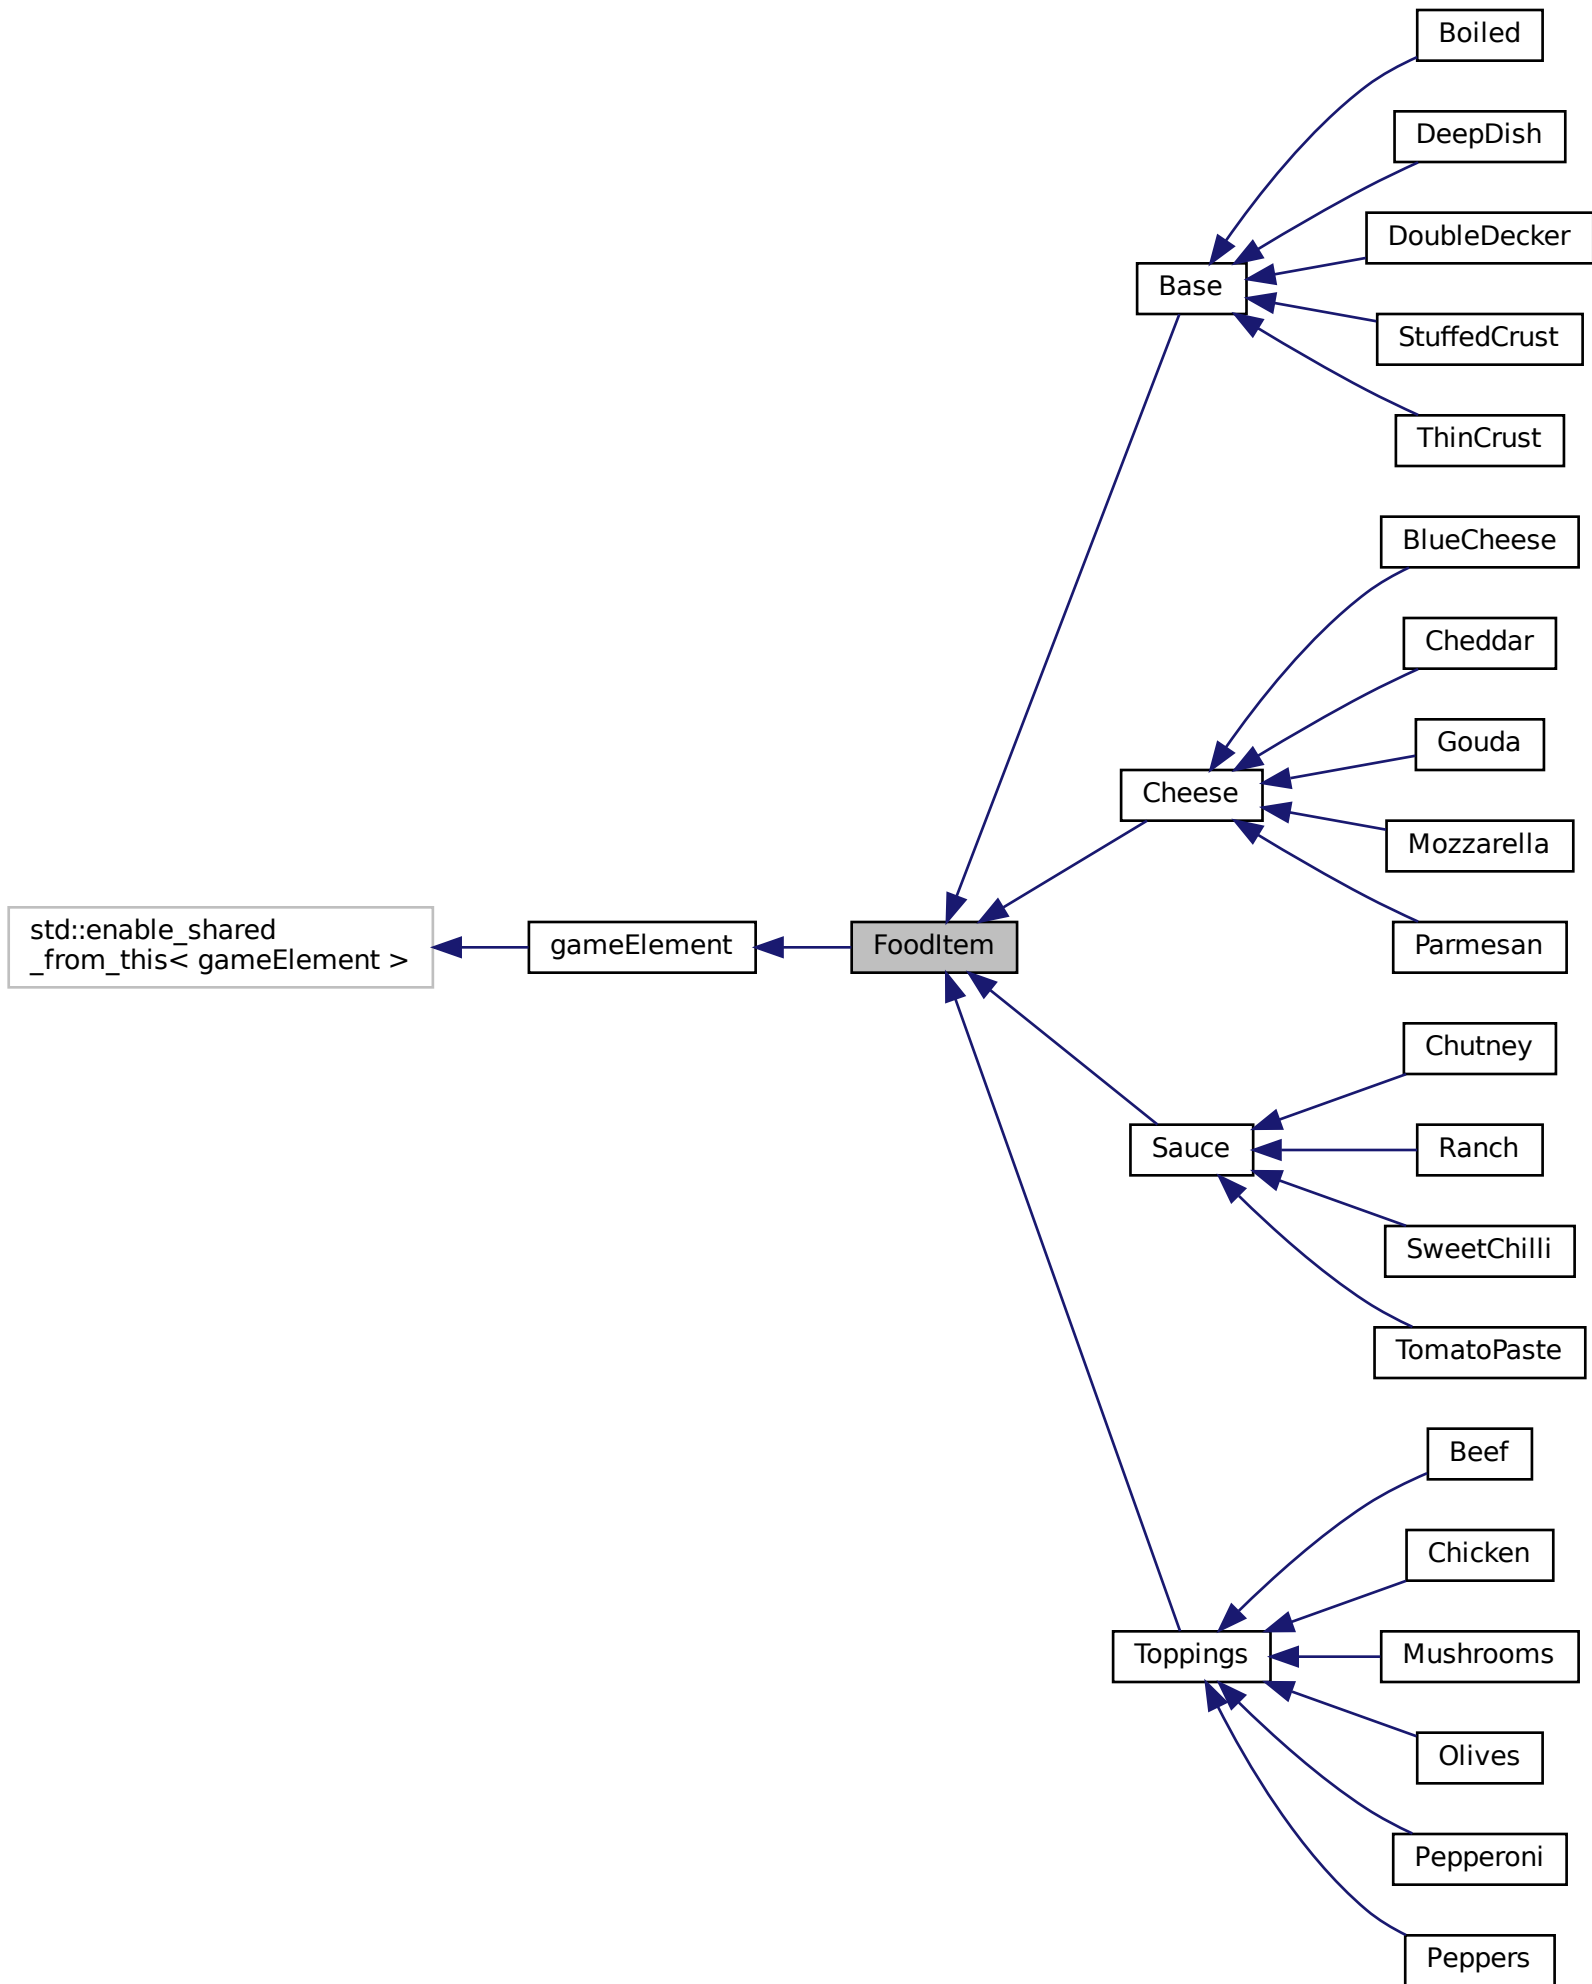 Boiled
DeepDish
DoubleDecker
Base
StuffedCrust
ThinCrust
BlueCheese
Cheddar
Gouda
Cheese
Mozzarella
std::enable_shared
_from_this< gameElement >
gameElement
FoodItem
Parmesan
Chutney
Sauce
Ranch
SweetChilli
TomatoPaste
Beef
Chicken
Toppings
Mushrooms
Olives
Pepperoni
Peppers